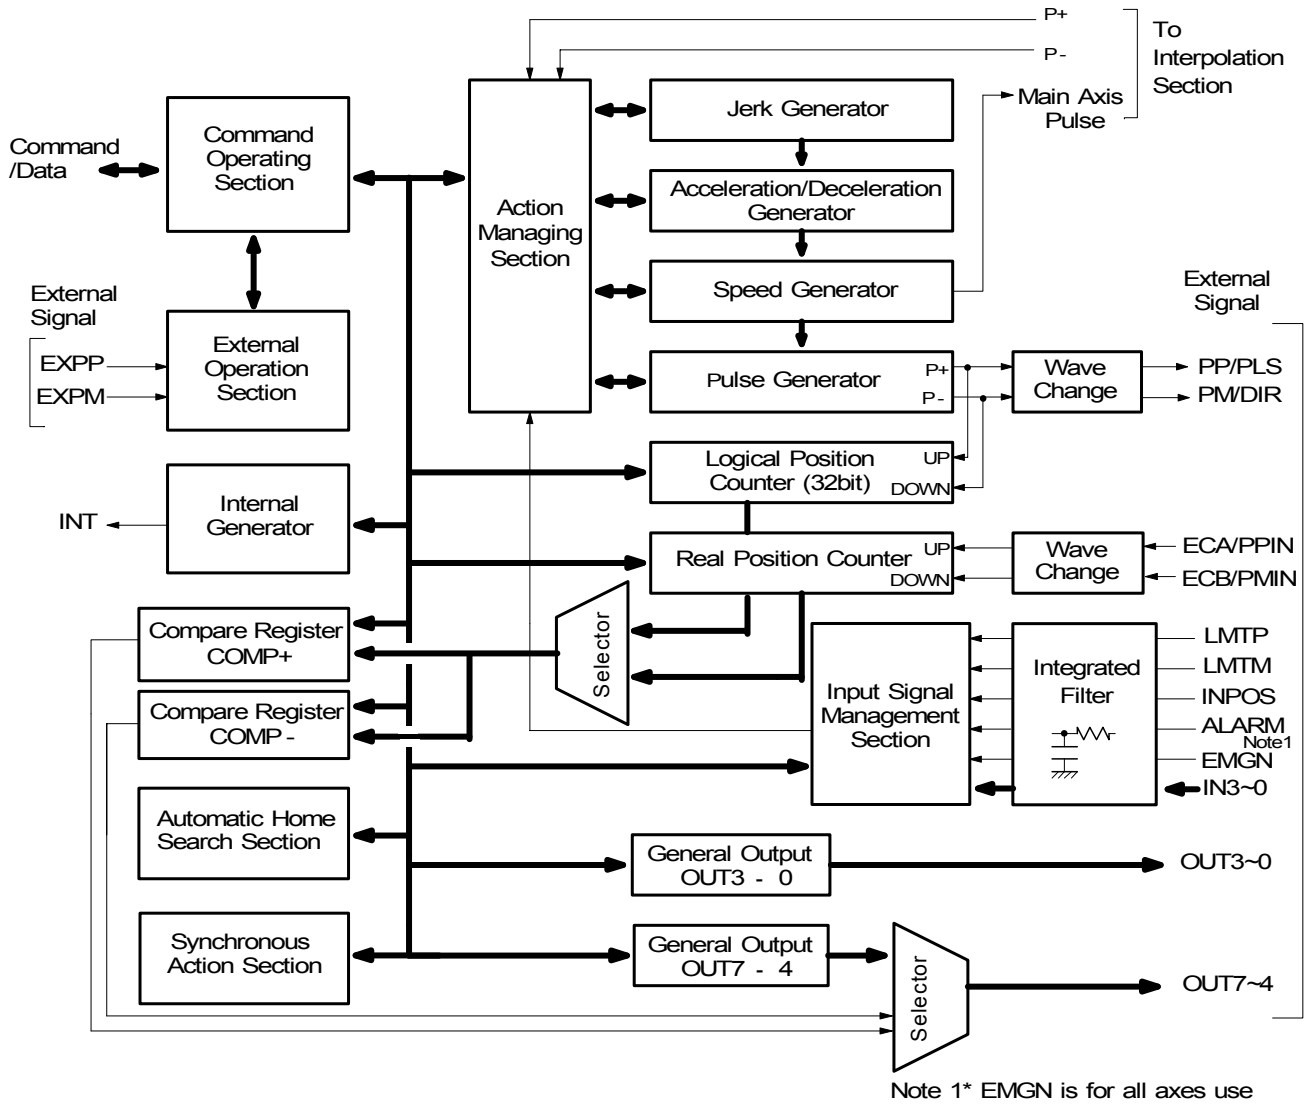 P+
P-
To
Interpolation
Section
Main Axis
Pulse
Command
/Data
Command
Operating
Section
Action
Managing
Section
Jerk Generator
Acceleration/Deceleration
Generator
Speed Generator
Pulse Generator
P+
P-
Wave
Change
External
Signal
PP/PLS
PM/DIR
External
Signal
EXPP
EXPM
External
Operation
Section
Logical Position
Counter (32bit)
UP
DOWN
INT
Internal
Generator
Real Position Counter
UP
DOWN
Wave
Change
ECA/PPIN
ECB/PMIN
Compare Register
COMP+
Compare Register
COMP-
Selector
Input Signal
Management
Section
Integrated
Filter
LMTP
LMTM
INPOS
ALARM
Note1
EMGN
IN3~0
Automatic Home
Search Section
General Output
OUT3 - 0
OUT3~0
Synchronous
Action Section
General Output
OUT7 - 4
Selector
OUT7~4
Note 1* EMGN is for all axes use